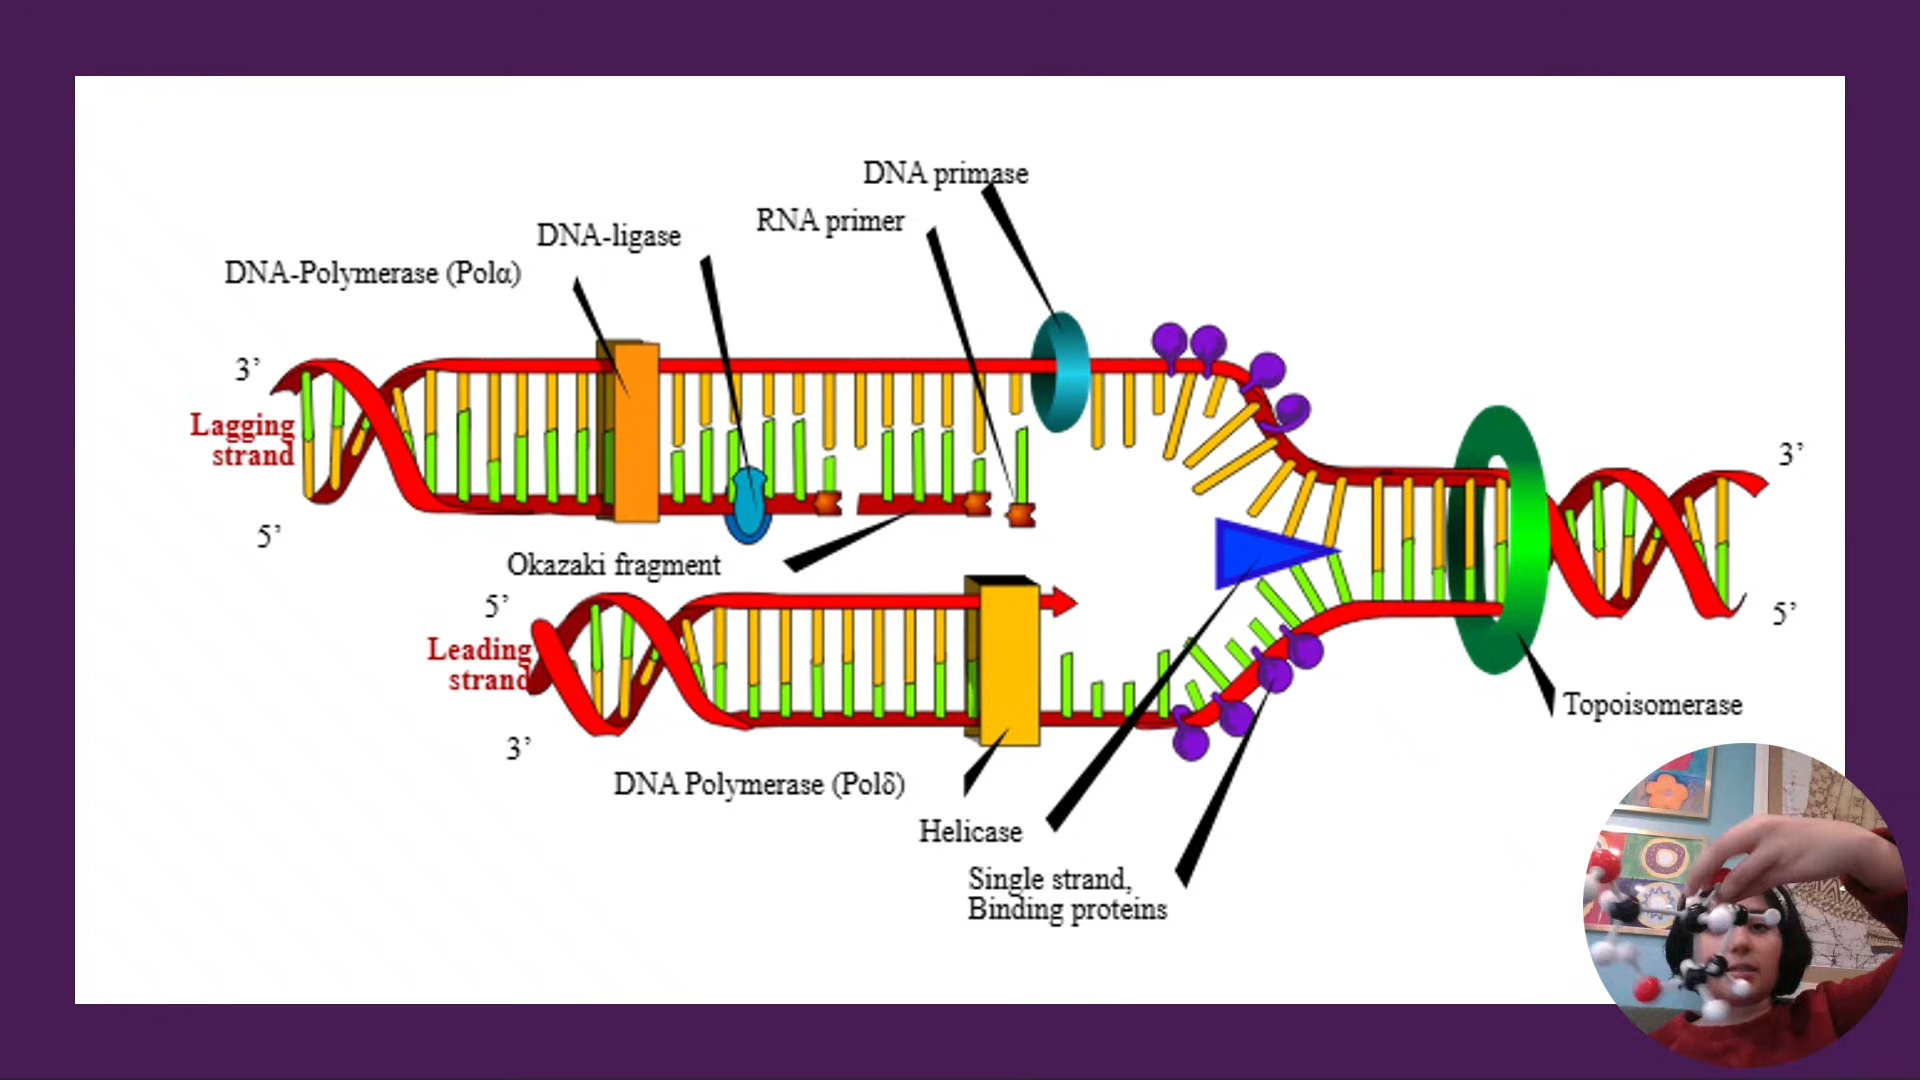 DNA primase
RNA primer
DNA-ligase
DNA-Polymerase (Polα)
3’
Lagging
strand
5’
3’
5’
Okazaki fragment
5’
Leading
strand
3’
Topoisomerase
DNA Polymerase (Polδ)
Helicase
Single strand,
Binding proteins